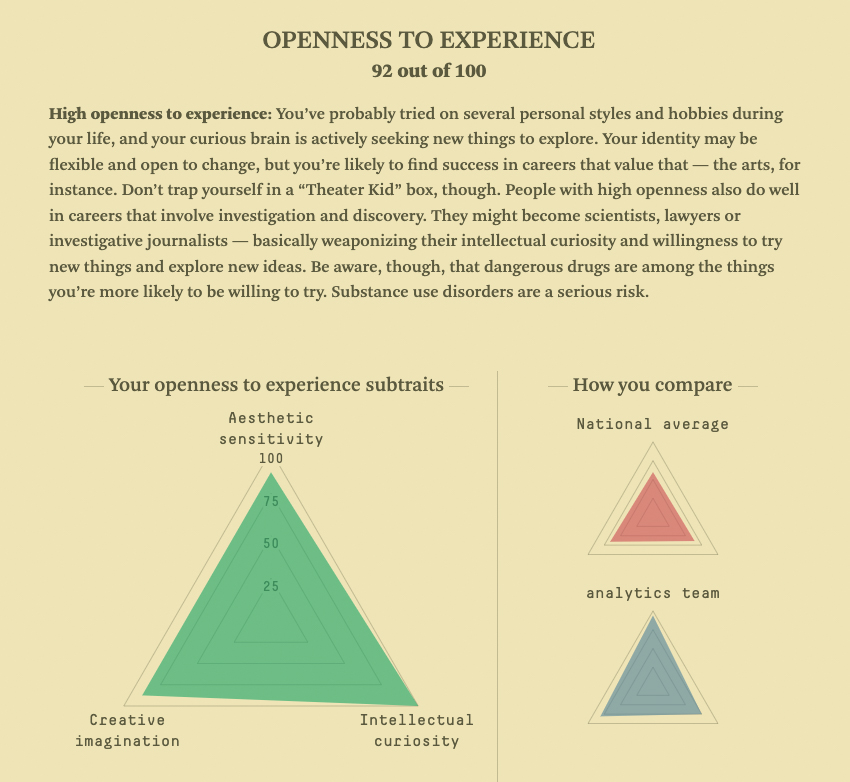 OPENNESS TO EXPERIENCE
92 out of 100
High openness to experience: You’ve probably tried on several personal styles and hobbies during
your life, and your curious brain is actively seeking new things to explore. Your identity may be
flexible and open to change, but you’re likely to find success in careers that value that — the arts, for
instance. Don’t trap yourself in a “Theater Kid” box, though. People with high openness also do well
in careers that involve investigation and discovery. They might become scientists, lawyers or
investigative journalists — basically weaponizing their intellectual curiosity and willingness to try
new things and explore new ideas. Be aware, though, that dangerous drugs are among the things
you’re more likely to be willing to try. Substance use disorders are a serious risk.
Your openness to experience subtraits
Aesthetic
sensitivity
100
75
50
25
Creative
imagination
Intellectual
curiosity
How you compare
National average
analytics team